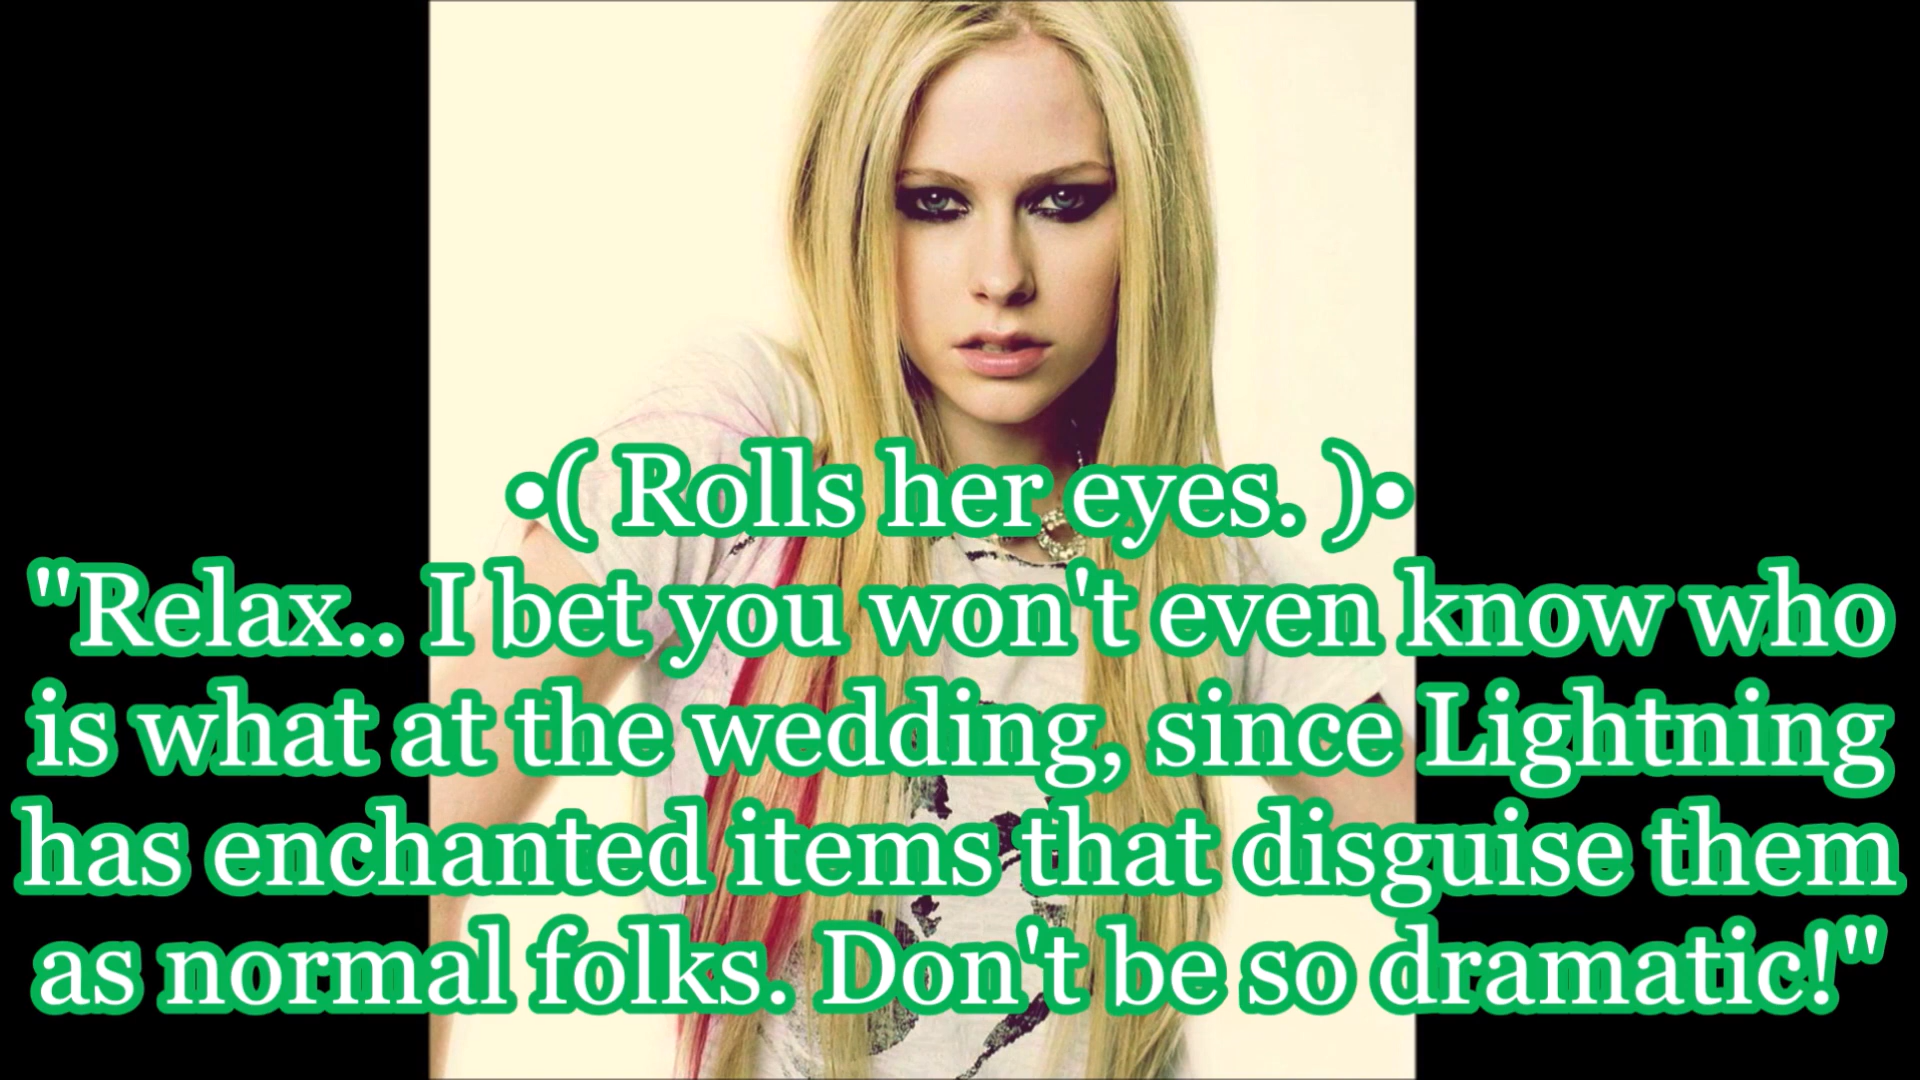 •( Rolls her eyes. )•
"Relax.. I bet you won't even know who
is what at the wedding, since Lightning
has enchanted items that disguise them
as normal folks. Don't be so dramatic!"